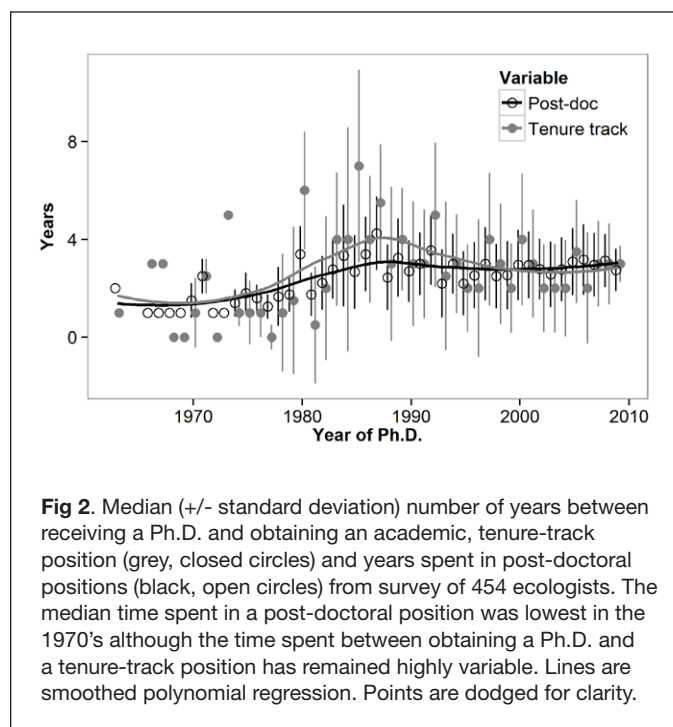 Variable
Post-doc
Tenure track
8
4
0
Years
1970 1980 1990 2000 2010
Year of Ph.D.
Fig 2. Median (+/- standard deviation) number of years between
receiving a Ph.D. and obtaining an academic, tenure-track
position (grey, closed circles) and years spent in post-doctoral
positions (black, open circles) from survey of 454 ecologists. The
median time spent in a post-doctoral position was lowest in the
1970's although the time spent between obtaining a Ph.D. and
a tenure-track position has remained highly variable. Lines are
smoothed polynomial regression. Points are dodged for clarity.